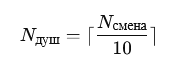 N_душ = ⌈N_смена / 10⌉